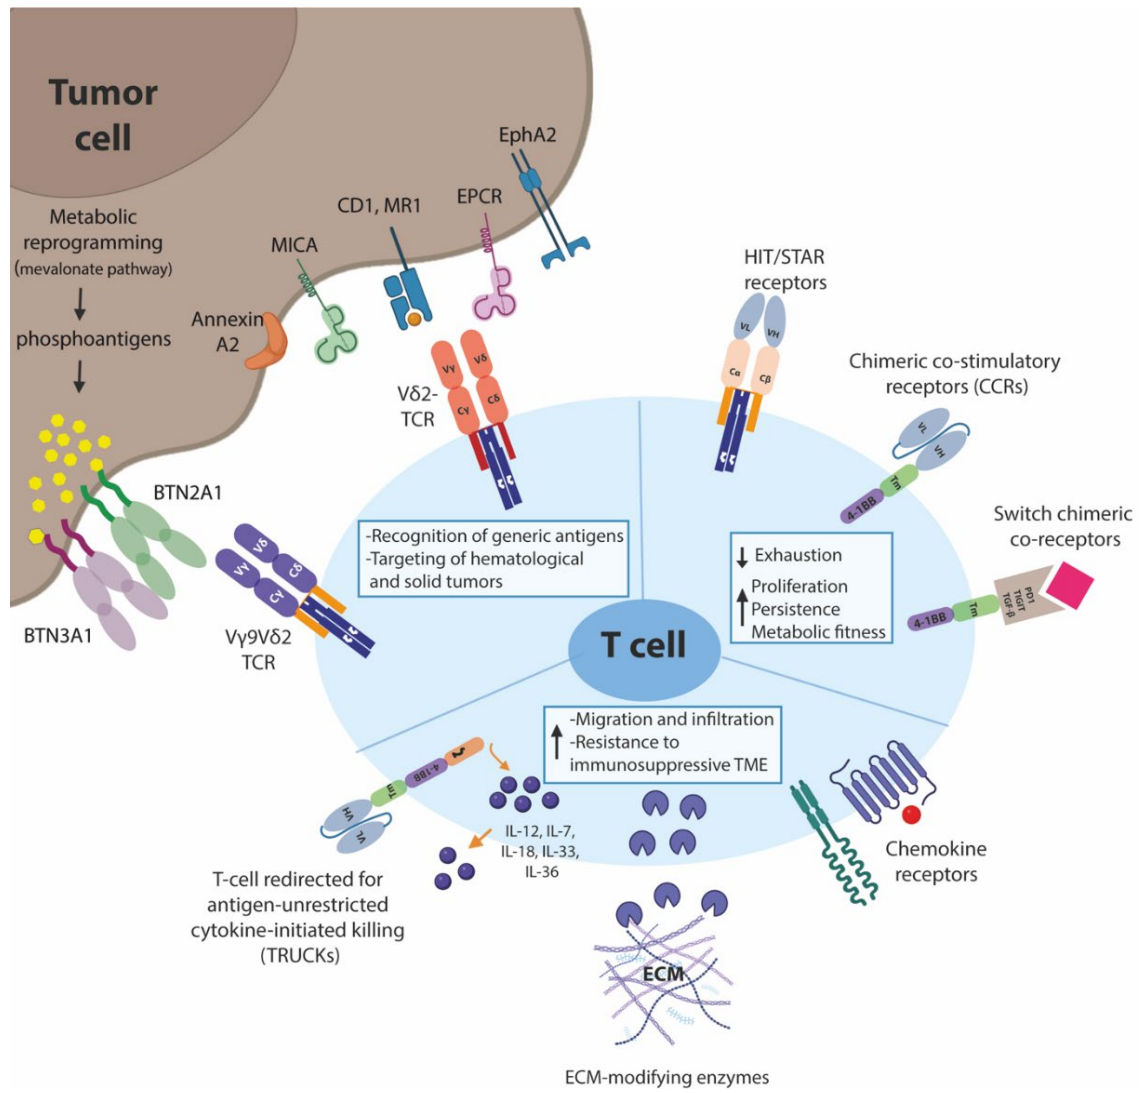 Tumor
cell
Metabolic
reprogramming
(mevalonate pathway)
phosphoantigens
Annexin
A2
MICA
CD1, MR1
EPCR
EphA2
BTN2A1
BTN3A1
Vγ
Vδ
Cγ
Cδ
Vδ2-
TCR
Vδ
Vγ
Cδ
Cγ
Vγ9Vδ2
TCR
-Recognition of generic antigens
-Targeting of hematological
and solid tumors
HIT/STAR
receptors
VL
VH
Cα
Cβ
Chimeric co-stimulatory
receptors (CCRs)
VL
VH
Tm
4-1BB
Switch chimeric
co-receptors
PD1
TIGIT
TGF-β
Tm
4-1BB
Exhaustion
Proliferation
Persistence
Metabolic fitness
T cell
-Migration and infiltration
-Resistance to
immunosuppressive TME
4-1BB
Tm
VH
VL
IL-12, IL-7,
IL-18, IL-33,
IL-36
T-cell redirected for
antigen-unrestricted
cytokine-initiated killing
(TRUCKs)
Chemokine
receptors
ECM
ECM-modifying enzymes